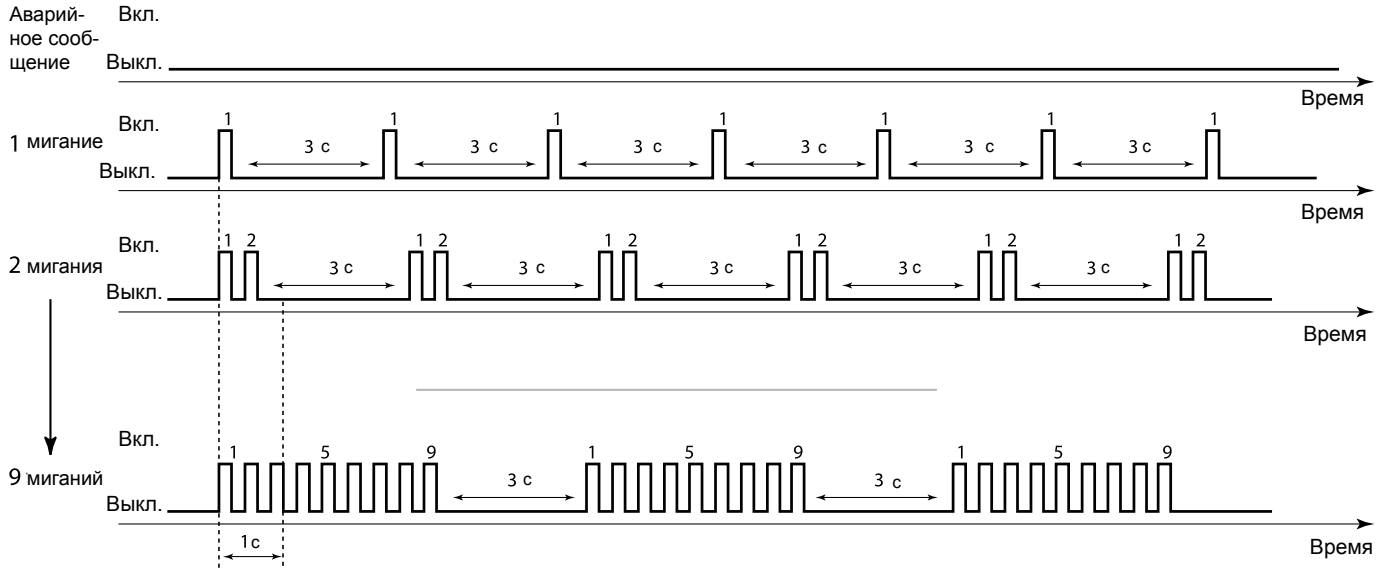 Аварий-
ное сооб-
щение
Вкл.
Выкл.
Время
1 мигание
Вкл.
Выкл.
1 1 1 1 1 1 1
3 с 3 с 3 с 3 с 3 с 3 с
Время
2 мигания
Вкл.
Выкл.
1 2 1 2 1 2 1 2 1 2 1 2
3 с 3 с 3 с 3 с 3 с
Время
9 миганий
Вкл.
Выкл.
1 5 9 1 5 9 1 5 9
3 с 3 с
1 с
Время